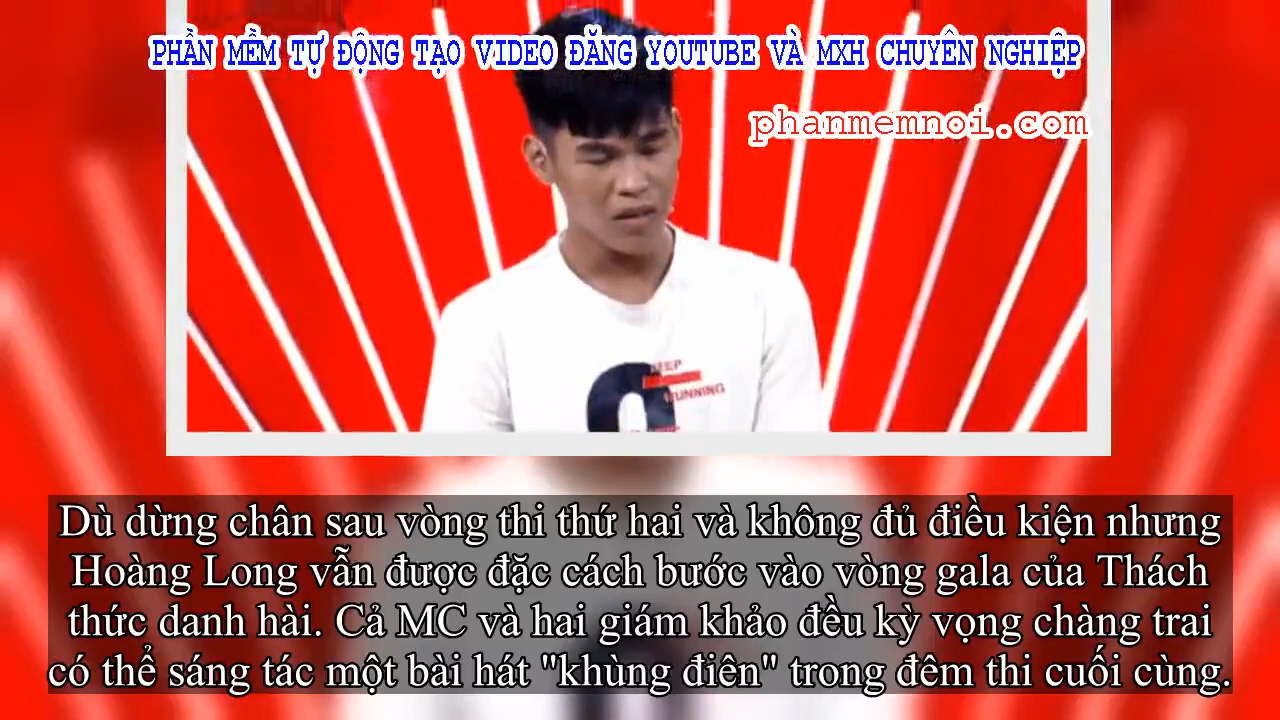 PHẦN MỀM TỰ ĐỘNG TẠO VIDEO ĐĂNG YOUTUBE VÀ MXH CHUYÊN NGHIỆP
phanmemnoi.com
RUNNING
Dù dừng chân sau vòng thi thứ hai và không đủ điều kiện nhưng
Hoàng Long vẫn được đặc cách bước vào vòng gala của Thách
thức danh hài. Cả MC và hai giám khảo đều kỳ vọng chàng trai
có thể sáng tác một bài hát "khùng điên" trong đêm thi cuối cùng.